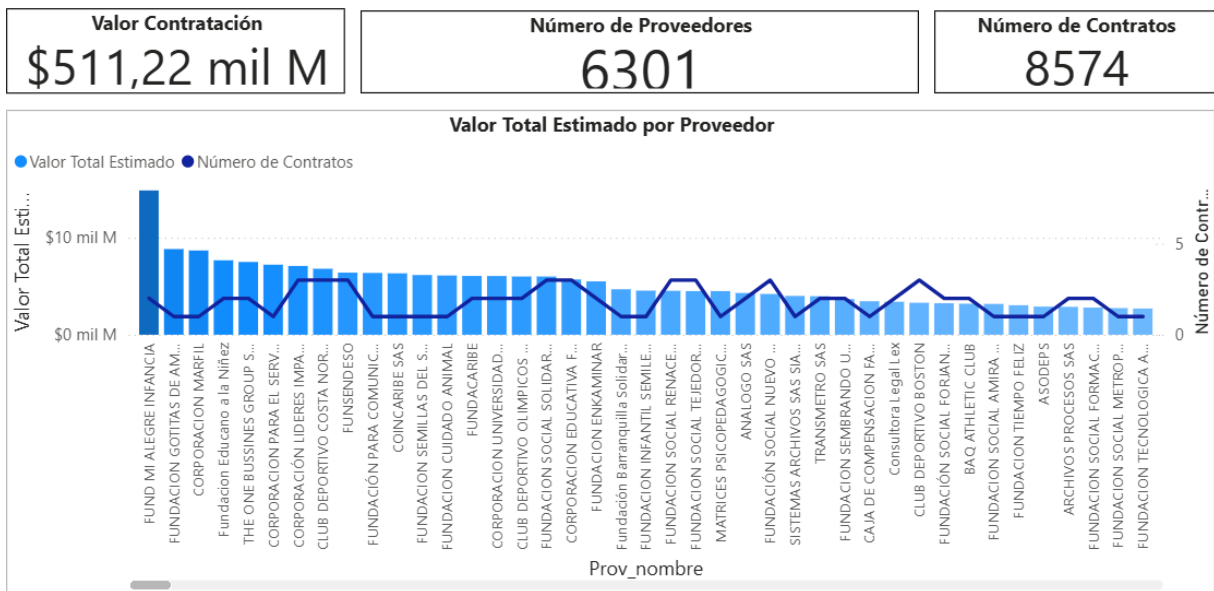 Valor Contratación
$511,22 mil M
Número de Proveedores
6301
Número de Contratos
8574
Valor Total Estimado por Proveedor
Valor Total Estimado
Número de Contratos
Valor Total Esti...
$10 mil M
$0 mil M
5
0
Número de Contr...
FUND MI ALEGRE INFANCIA
FUNDACION GOTITAS DE AM...
CORPORACION MARFIL
Fundacion Educano a la Niñez
THE ONE BUSSINES GROUP S...
CORPORACION PARA EL SERV...
CORPORACIÓN LIDERES IMPA...
CLUB DEPORTIVO COSTA NOR...
FUNSENDESO
FUNDACIÓN PARA COMUNIC...
COINCARIBE SAS
FUNDACION SEMILLAS DEL S...
FUNDACION CUIDADO ANIMAL
FUNDACARIBE
CORPORACION UNIVERSIDAD...
CLUB DEPORTIVO OLIMPICOS ...
FUNDACION SOCIAL SOLIDAR...
CORPORACION EDUCATIVA F...
FUNDACION ENKAMINAR
Fundación Barranquilla Solidar...
FUNDACION INFANTIL SEMILE...
FUNDACION SOCIAL RENACE...
FUNDACION SOCIAL TEJEDOR...
MATRICES PSICOPEDAGOGIC...
ANALOGO SAS
FUNDACIÓN SOCIAL NUEVO ...
SISTEMAS ARCHIVOS SAS SIA...
TRANSMETRO SAS
FUNDACION SEMBRANDO U...
CAJA DE COMPENSACION FA...
Consultora Legal Lex
CLUB DEPORTIVO BOSTON
FUNDACIÓN SOCIAL FORJAN...
BAQ ATHLETIC CLUB
FUNDACION SOCIAL AMIRA ...
FUNDACION TIEMPO FELIZ
ASODEPS
ARCHIVOS PROCESOS SAS
FUNDACION SOCIAL FORMAC...
FUNDACION SOCIAL METROP...
FUNDACION TECNOLOGICA A...
Prov_nombre